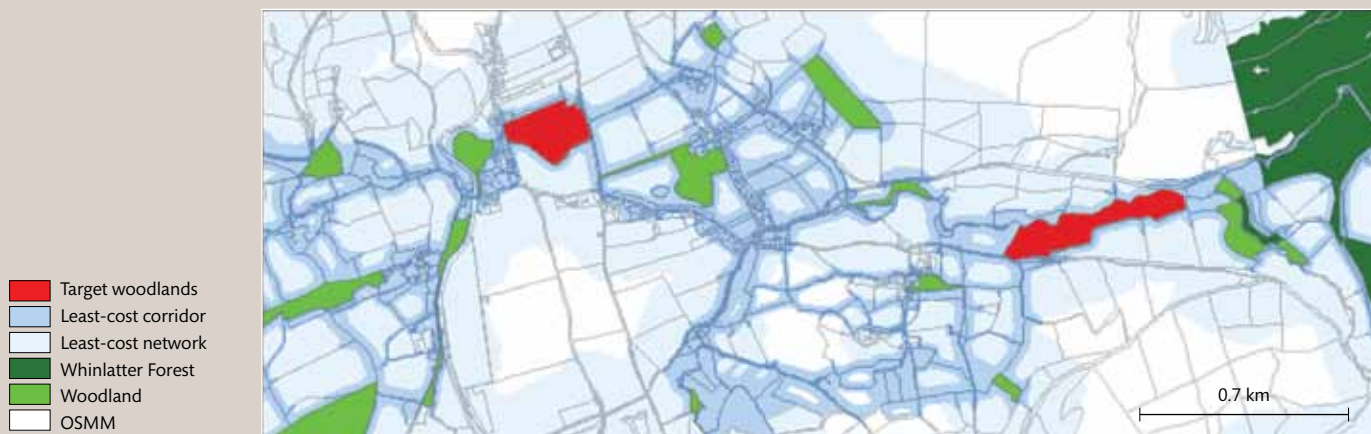 Target woodlands
Least-cost corridor
Least-cost network
Whinlatter Forest
Woodland
OSMM
0.7 km